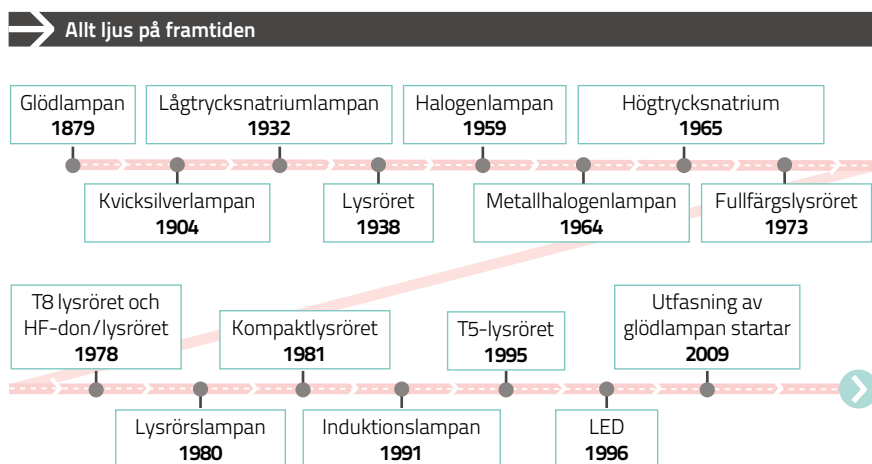 Allt ljus på framtiden
Glödlampan
1879
Kvicksilverlampan
1904
Lågtrycksnatriumlampan
1932
Lysröret
1938
Halogenlampan
1959
Metallhalogenlampan
1964
Högtrycksnatrium
1965
Fullfärgslysröret
1973
T8 lysröret och
HF-don/lysröret
1978
Lysrörslampan
1980
Kompaktlysröret
1981
Induktionslampan
1991
T5-lysröret
1995
LED
1996
Utfasning av
glödlampan startar
2009